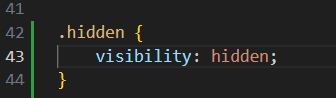 41
42 .hidden {
43 visibility: hidden;
44 }